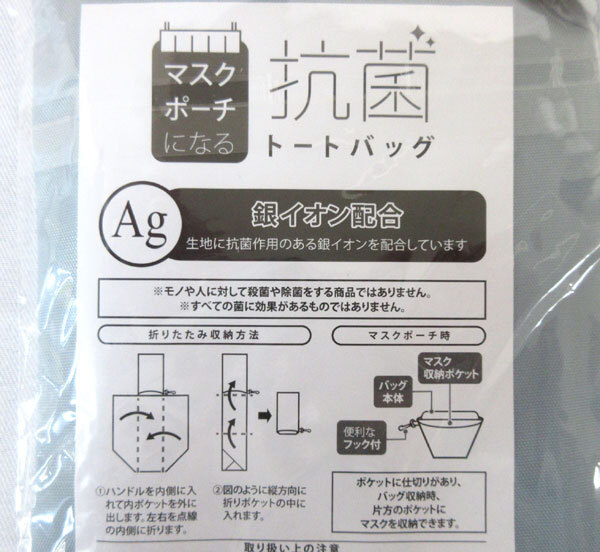 マスク
ポーチ
になる
抗菌
トートバッグ
Ag
銀イオン配合
生地に抗菌作用のある銀イオンを配合しています
※モノや人に対して殺菌や除菌をする商品ではありません。
※すべての菌に効果があるものではありません。
折りたたみ収納方法
マスクポーチ時
マスク
収納ポケット
バッグ
本体
便利な
フック付
①ハンドルを内側に入
れて内ポケットを外に
出します。左右を点線
の内側に折ります。
②図のように縦方向に
折りポケットの中に
入れます。
ポケットに仕切りがあり、
バッグ収納時、
片方のポケットに
マスクを収納できます。
取り扱い上の注意